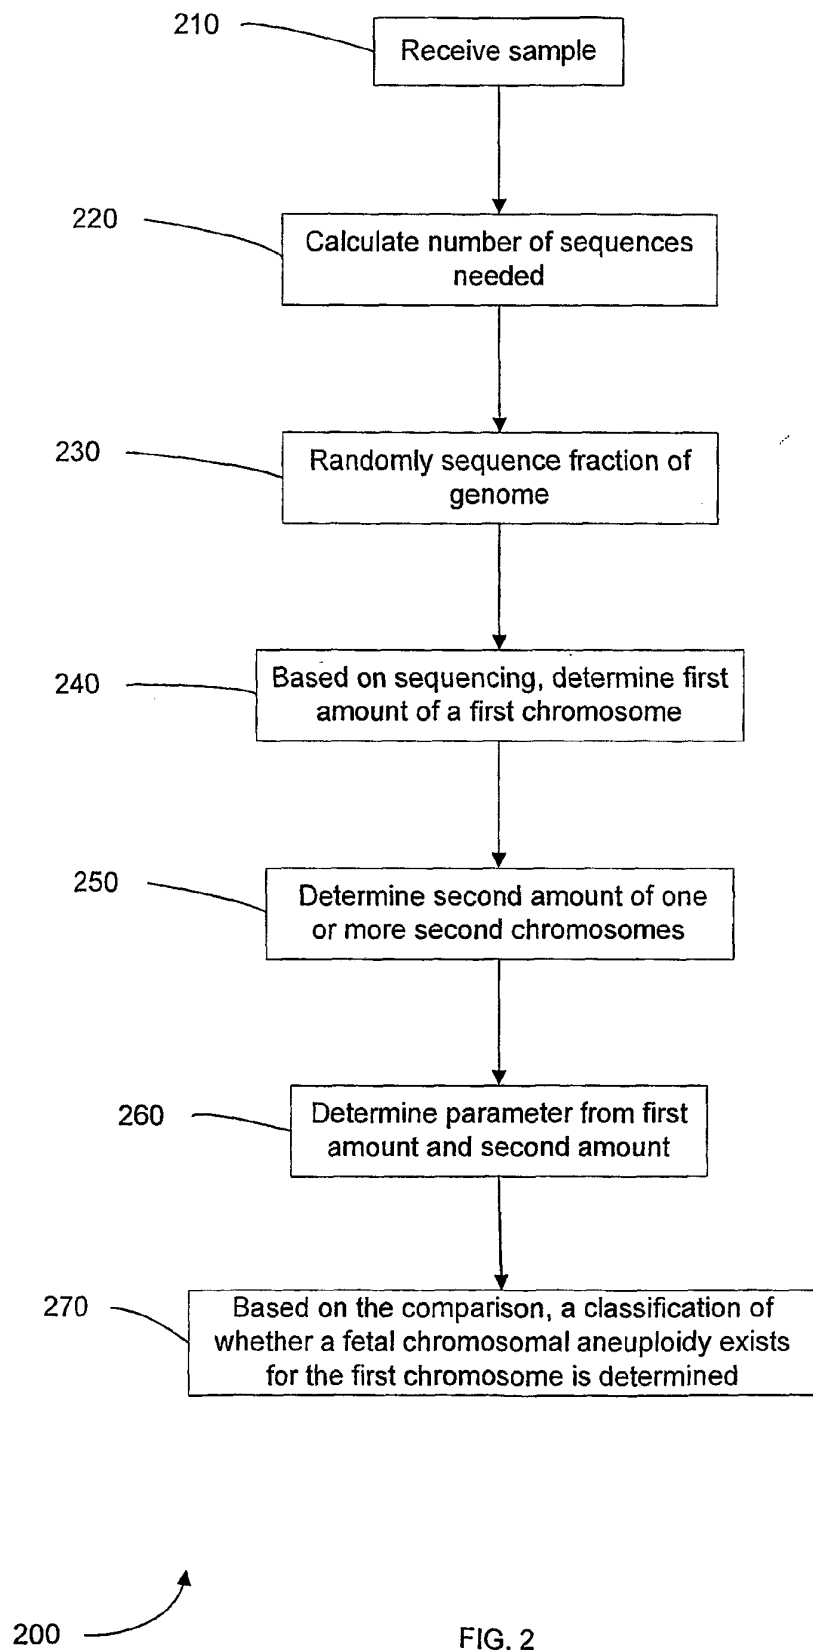 210
Receive sample
220
Calculate number of sequences
needed
230
Randomly sequence fraction of
genome
240
Based on sequencing, determine first
amount of a first chromosome
250
Determine second amount of one
or more second chromosomes
260
Determine parameter from first
amount and second amount
270
Based on the comparison, a classification of
whether a fetal chromosomal aneuploidy exists
for the first chromosome is determined
200
FIG. 2